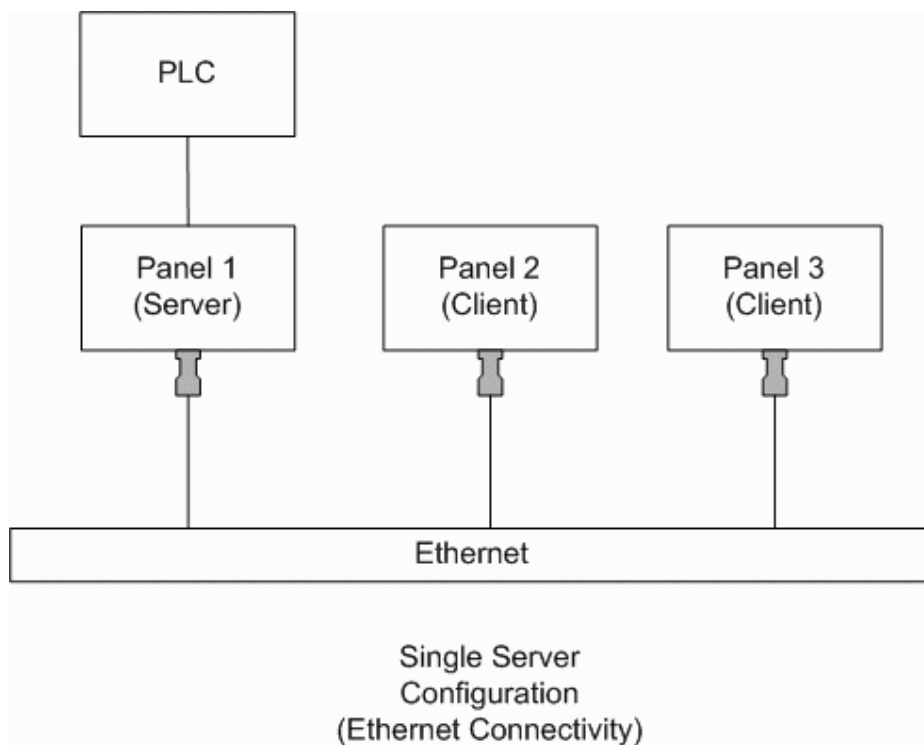 PLC
Panel 1
(Server)
Panel 2
(Client)
Panel 3
(Client)
Ethernet
Single Server
Configuration
(Ethernet Connectivity)